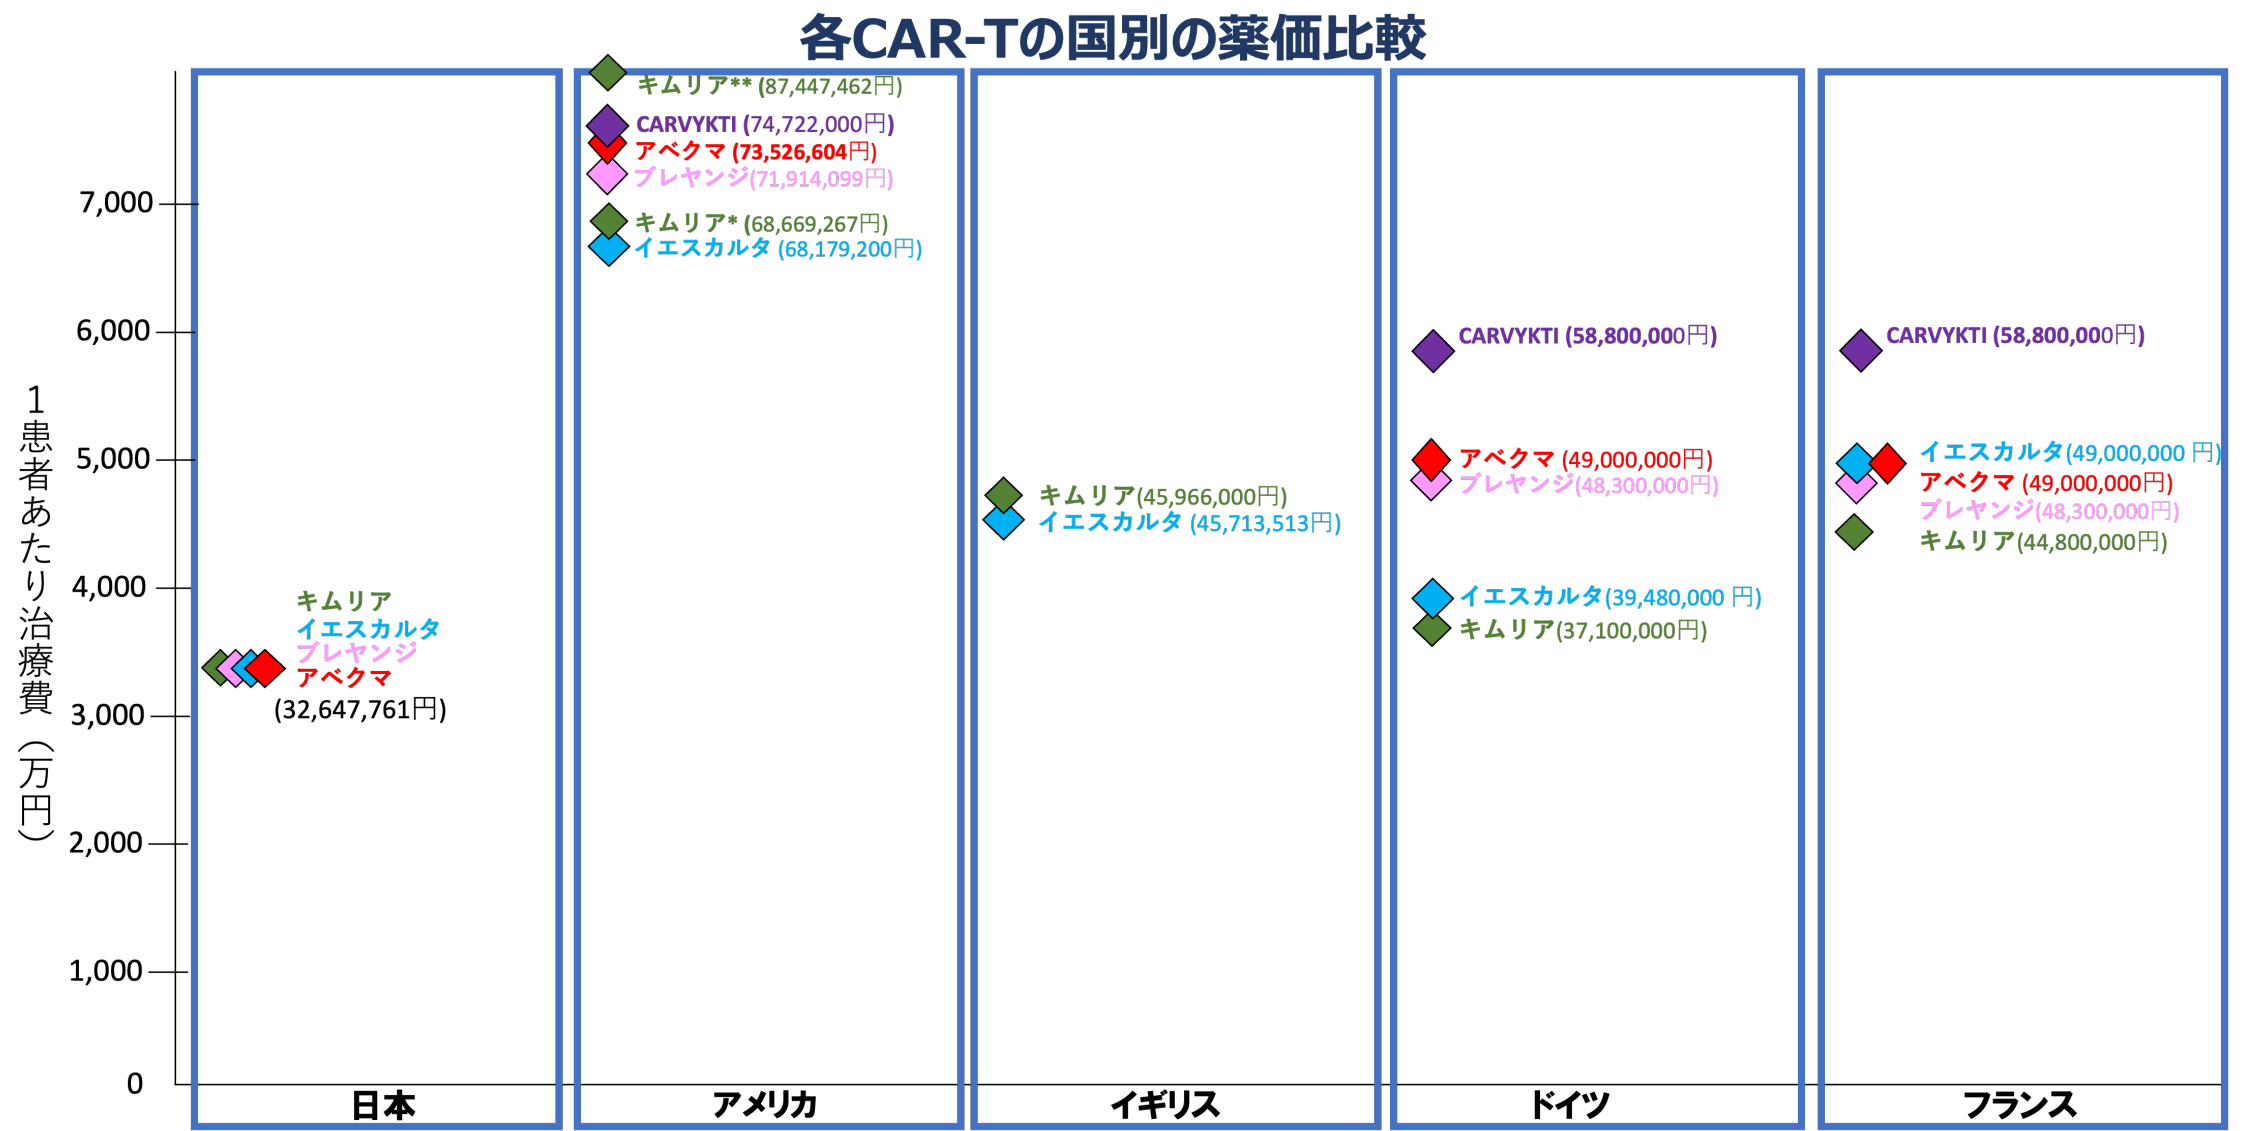 各CAR-Tの国別の薬価比較
１患者あたり治療費（万円）
7,000
6,000
5,000
4,000
3,000
2,000
1,000
0
キムリア
イエスカルタ
ブレヤンジ
アベクマ
(32,647,761円)
日本
キムリア** (87,447,462円)
CARVYKTI (74,722,000円)
アベクマ (73,526,604円)
ブレヤンジ(71,914,099円)
キムリア* (68,669,267円)
イエスカルタ (68,179,200円)
アメリカ
キムリア(45,966,000円)
イエスカルタ (45,713,513円)
イギリス
CARVYKTI (58,800,000円)
アベクマ (49,000,000円)
ブレヤンジ(48,300,000円)
イエスカルタ(39,480,000 円)
キムリア(37,100,000円)
ドイツ
CARVYKTI (58,800,000円)
イエスカルタ(49,000,000 円)
アベクマ (49,000,000円)
ブレヤンジ(48,300,000円)
キムリア(44,800,000円)
フランス